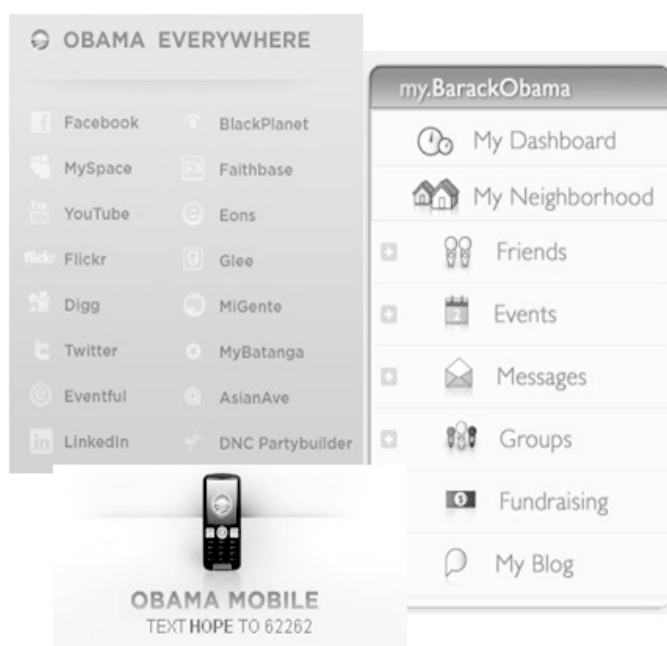 OBAMA EVERYWHERE
Facebook
BlackPlanet
MySpace
Faithbase
YouTube
Eons
flickr Flickr
Glee
Digg
MiGente
Twitter
MyBatanga
Eventful
AsianAve
in LinkedIn
DNC Partybuilder
my.BarackObama
My Dashboard
My Neighborhood
Friends
2 Events
Messages
Groups
Fundraising
My Blog
OBAMA MOBILE
TEXT HOPE TO 62262